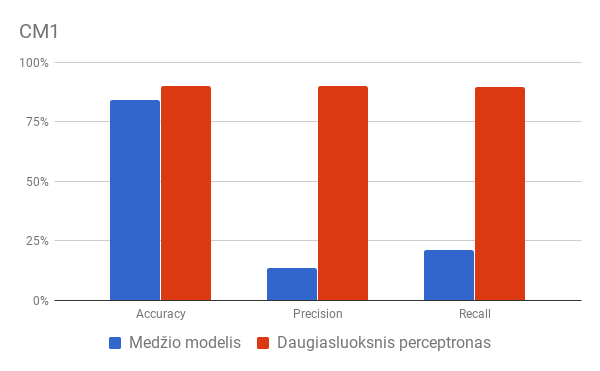 CM1
100%
75%
50%
25%
0%
Accuracy Precision Recall
Medžio modelis Daugiasluoksnis perceptronas